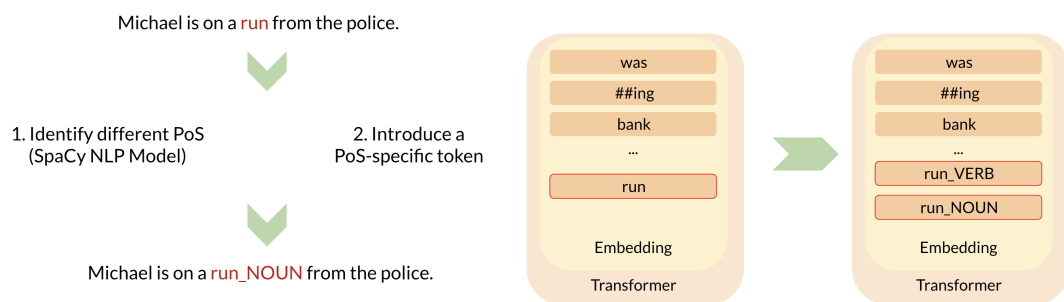 Michael is on a run from the police.
1. Identify different PoS
(SpaCy NLP Model)
2. Introduce a
PoS-specific token
Michael is on a run_NOUN from the police.
was
##ing
bank
...
run
Embedding
Transformer
was
##ing
bank
...
run_VERB
run_NOUN
Embedding
Transformer